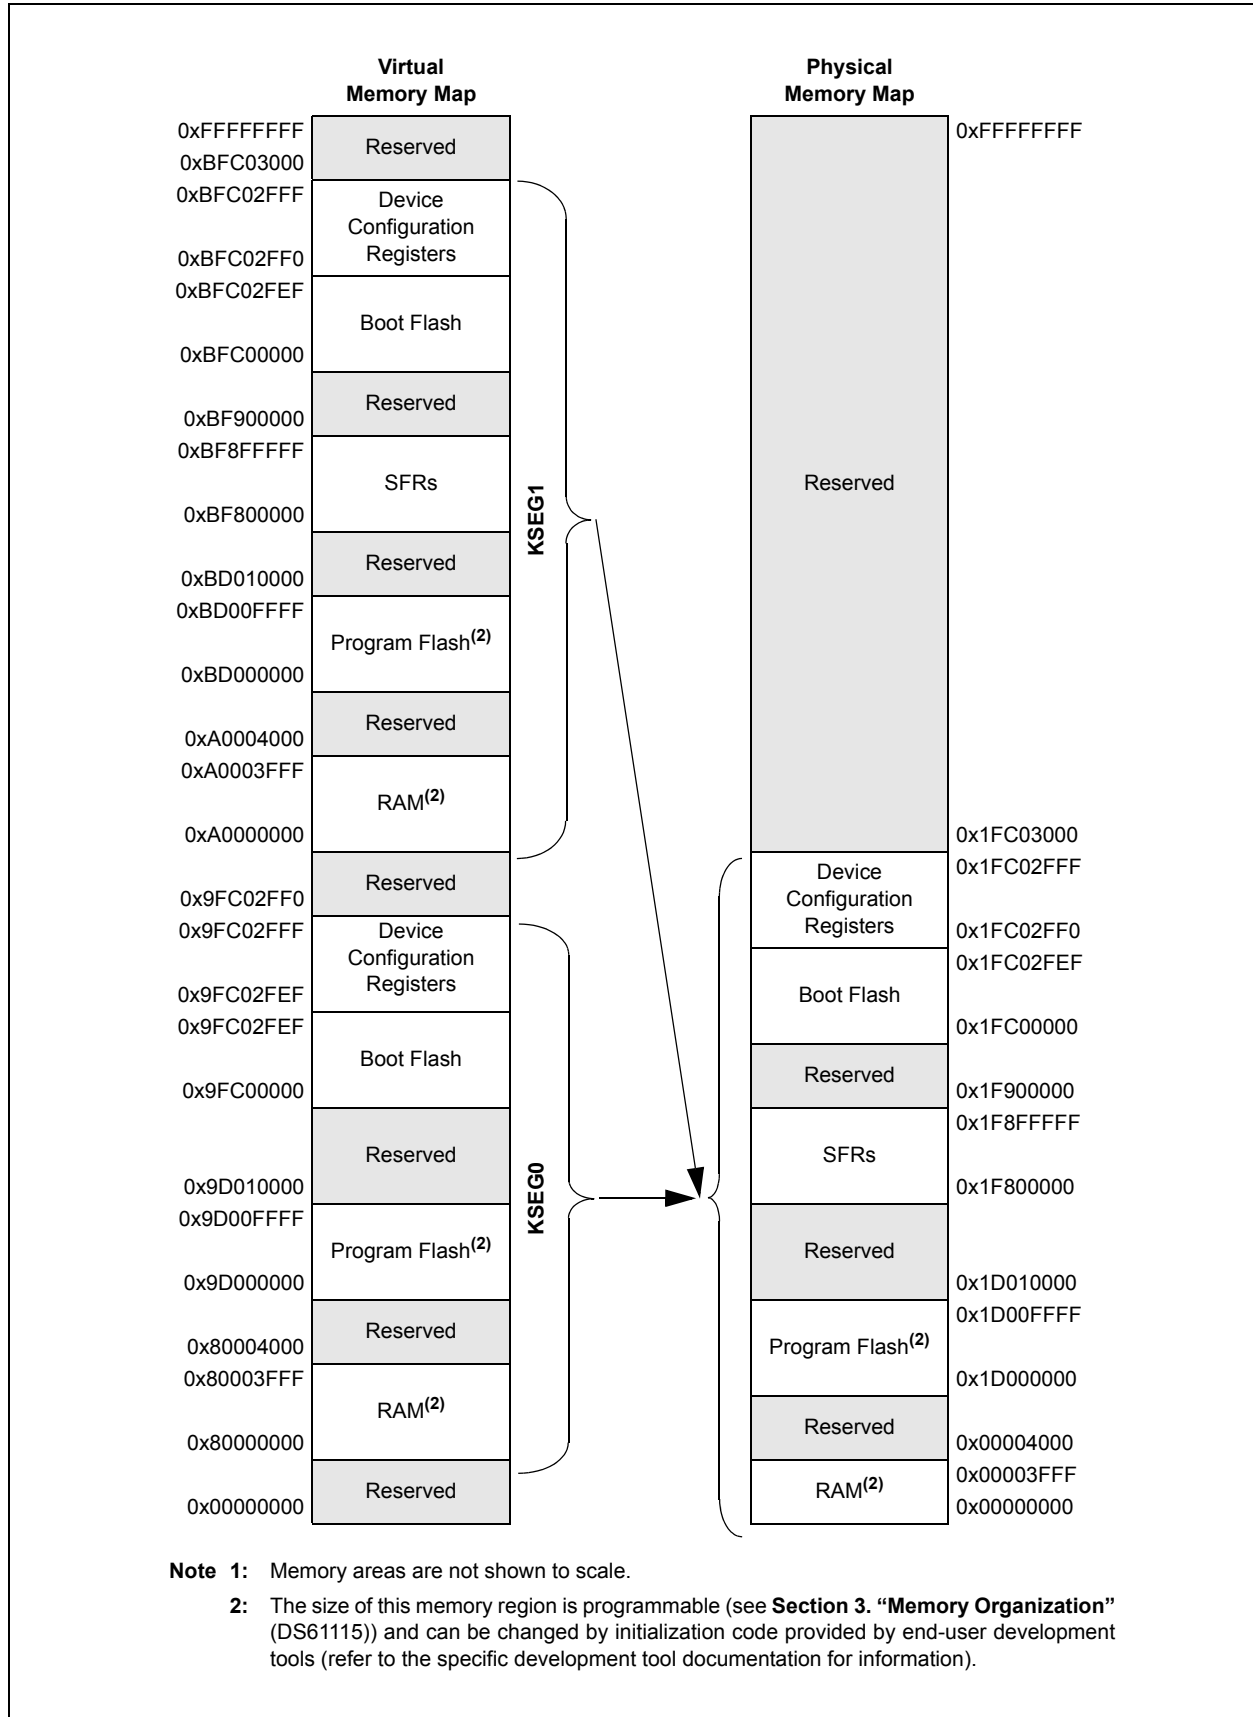 Virtual
Memory Map
0xFFFFFFFF
Reserved
0xBFC03000
0xBFC02FFF
Device
Configuration
Registers
0xBFC02FF0
0xBFC02FEF
Boot Flash
0xBFC00000
Reserved
0xBF900000
0xBF8FFFFF
SFRs
0xBF800000
Reserved
0xBD010000
0xBD00FFFF
Program Flash(2)
0xBD000000
Reserved
0xA0004000
0xA0003FFF
RAM(2)
0xA0000000
KSEG1
Reserved
0x9FC02FF0
0x9FC02FFF
Device
Configuration
Registers
0x9FC02FEF
0x9FC02FEF
Boot Flash
0x9FC00000
Reserved
0x9D010000
0x9D00FFFF
Program Flash(2)
0x9D000000
Reserved
0x80004000
0x80003FFF
RAM(2)
0x80000000
KSEG0
Reserved
0x00000000
Physical
Memory Map
0xFFFFFFFF
Reserved
0x1FC03000
0x1FC02FFF
Device
Configuration
Registers
0x1FC02FF0
0x1FC02FEF
Boot Flash
0x1FC00000
Reserved
0x1F900000
0x1F8FFFFF
SFRs
0x1F800000
Reserved
0x1D010000
0x1D00FFFF
Program Flash(2)
0x1D000000
Reserved
0x00004000
0x00003FFF
RAM(2)
0x00000000
Note 1: Memory areas are not shown to scale.
2: The size of this memory region is programmable (see Section 3. “Memory Organization”
(DS61115)) and can be changed by initialization code provided by end-user development
tools (refer to the specific development tool documentation for information).